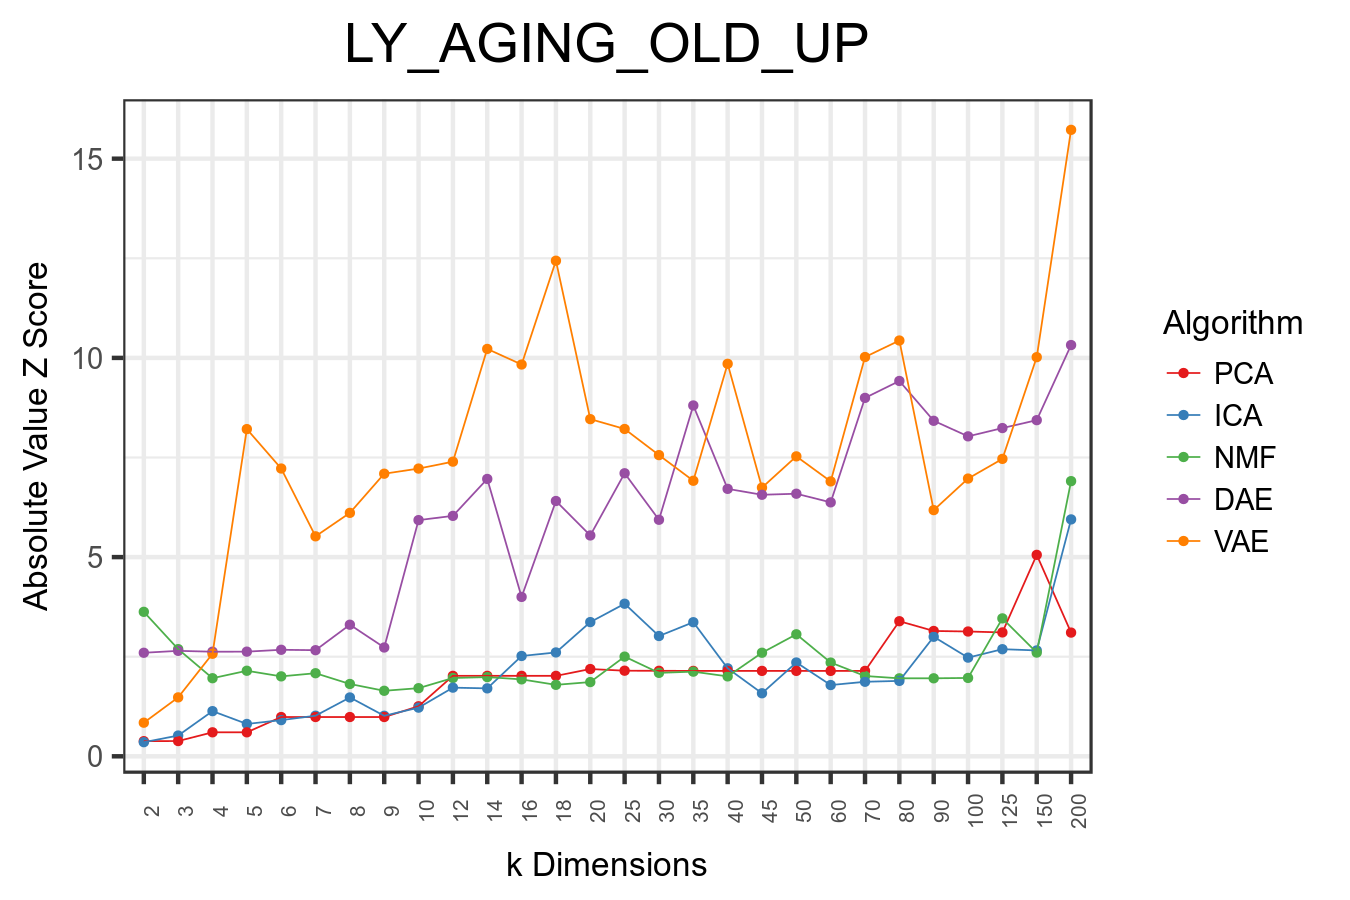 LY_AGING_OLD_UP
Absolute Value Z Score
15
10
5
0
2 3 4 5 6 7 8 9 10 12 14 16 18 20 25 30 35 40 45 50 60 70 80 90 100 125 150 200
k Dimensions
Algorithm
PCA
ICA
NMF
DAE
VAE